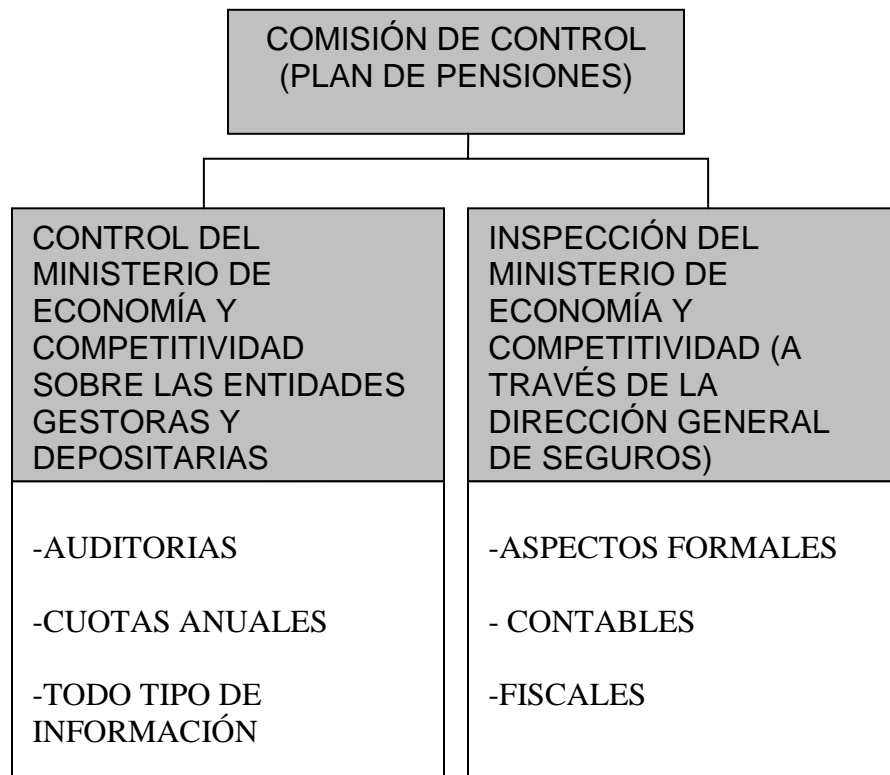 COMISIÓN DE CONTROL
(PLAN DE PENSIONES)
CONTROL DEL
MINISTERIO DE
ECONOMÍA Y
COMPETITIVIDAD
SOBRE LAS ENTIDADES
GESTORAS Y
DEPOSITARIAS
-AUDITORIAS
-CUOTAS ANUALES
-TODO TIPO DE
INFORMACIÓN
INSPECCIÓN DEL
MINISTERIO DE
ECONOMÍA Y
COMPETITIVIDAD (A
TRAVÉS DE LA
DIRECCIÓN GENERAL
DE SEGUROS)
-ASPECTOS FORMALES
- CONTABLES
-FISCALES